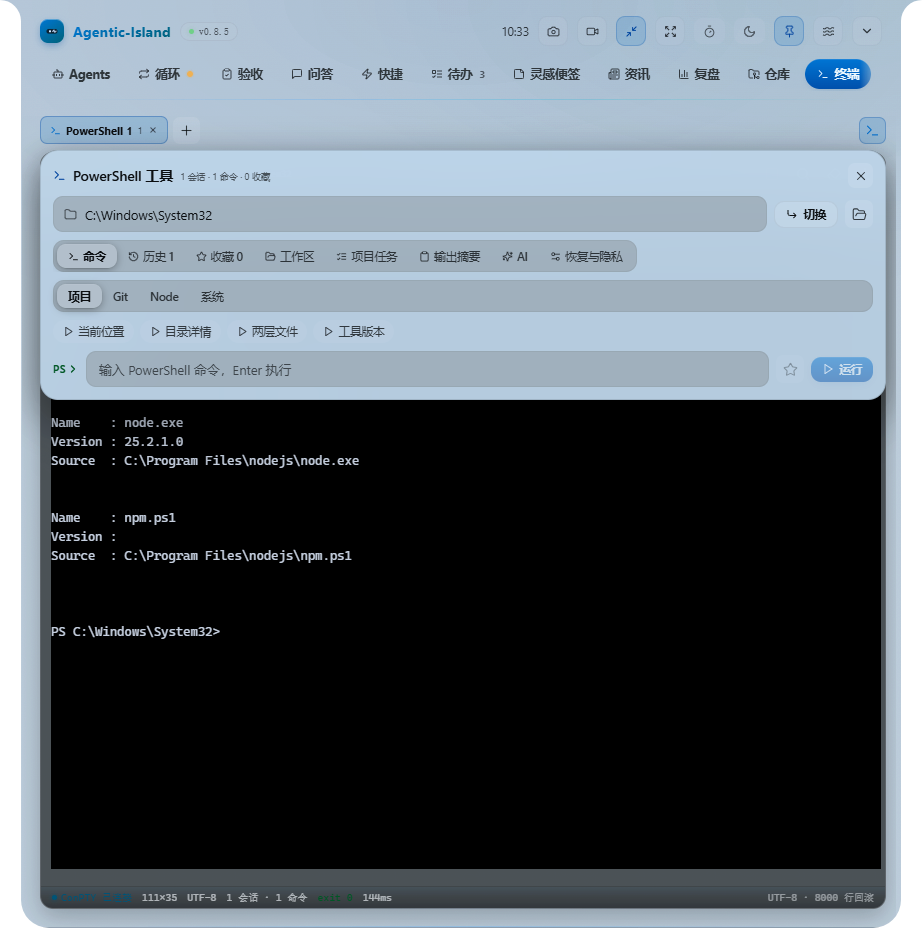 Agentic-Island v0.8.5 10:33
Agents 循环 验收 问答 快捷 待办 3 灵感便签 资讯 复盘 仓库 终端
PowerShell 1 1 × +
PowerShell 工具 1 会话 · 1 命令 · 0 收藏
C:\Windows\System32 切换
命令 历史 1 收藏 0 工作区 项目任务 输出摘要 AI 恢复与隐私
项目 Git Node 系统
当前位置 目录详情 两层文件 工具版本
PS > 输入 PowerShell 命令，Enter 执行 运行
Name : node.exe
Version : 25.2.1.0
Source : C:\Program Files\nodejs\node.exe
Name : npm.ps1
Version :
Source : C:\Program Files\nodejs\npm.ps1
PS C:\Windows\System32>
111×35 UTF-8 1 会话 · 1 命令 144ms UTF-8 · 8000 行回滚